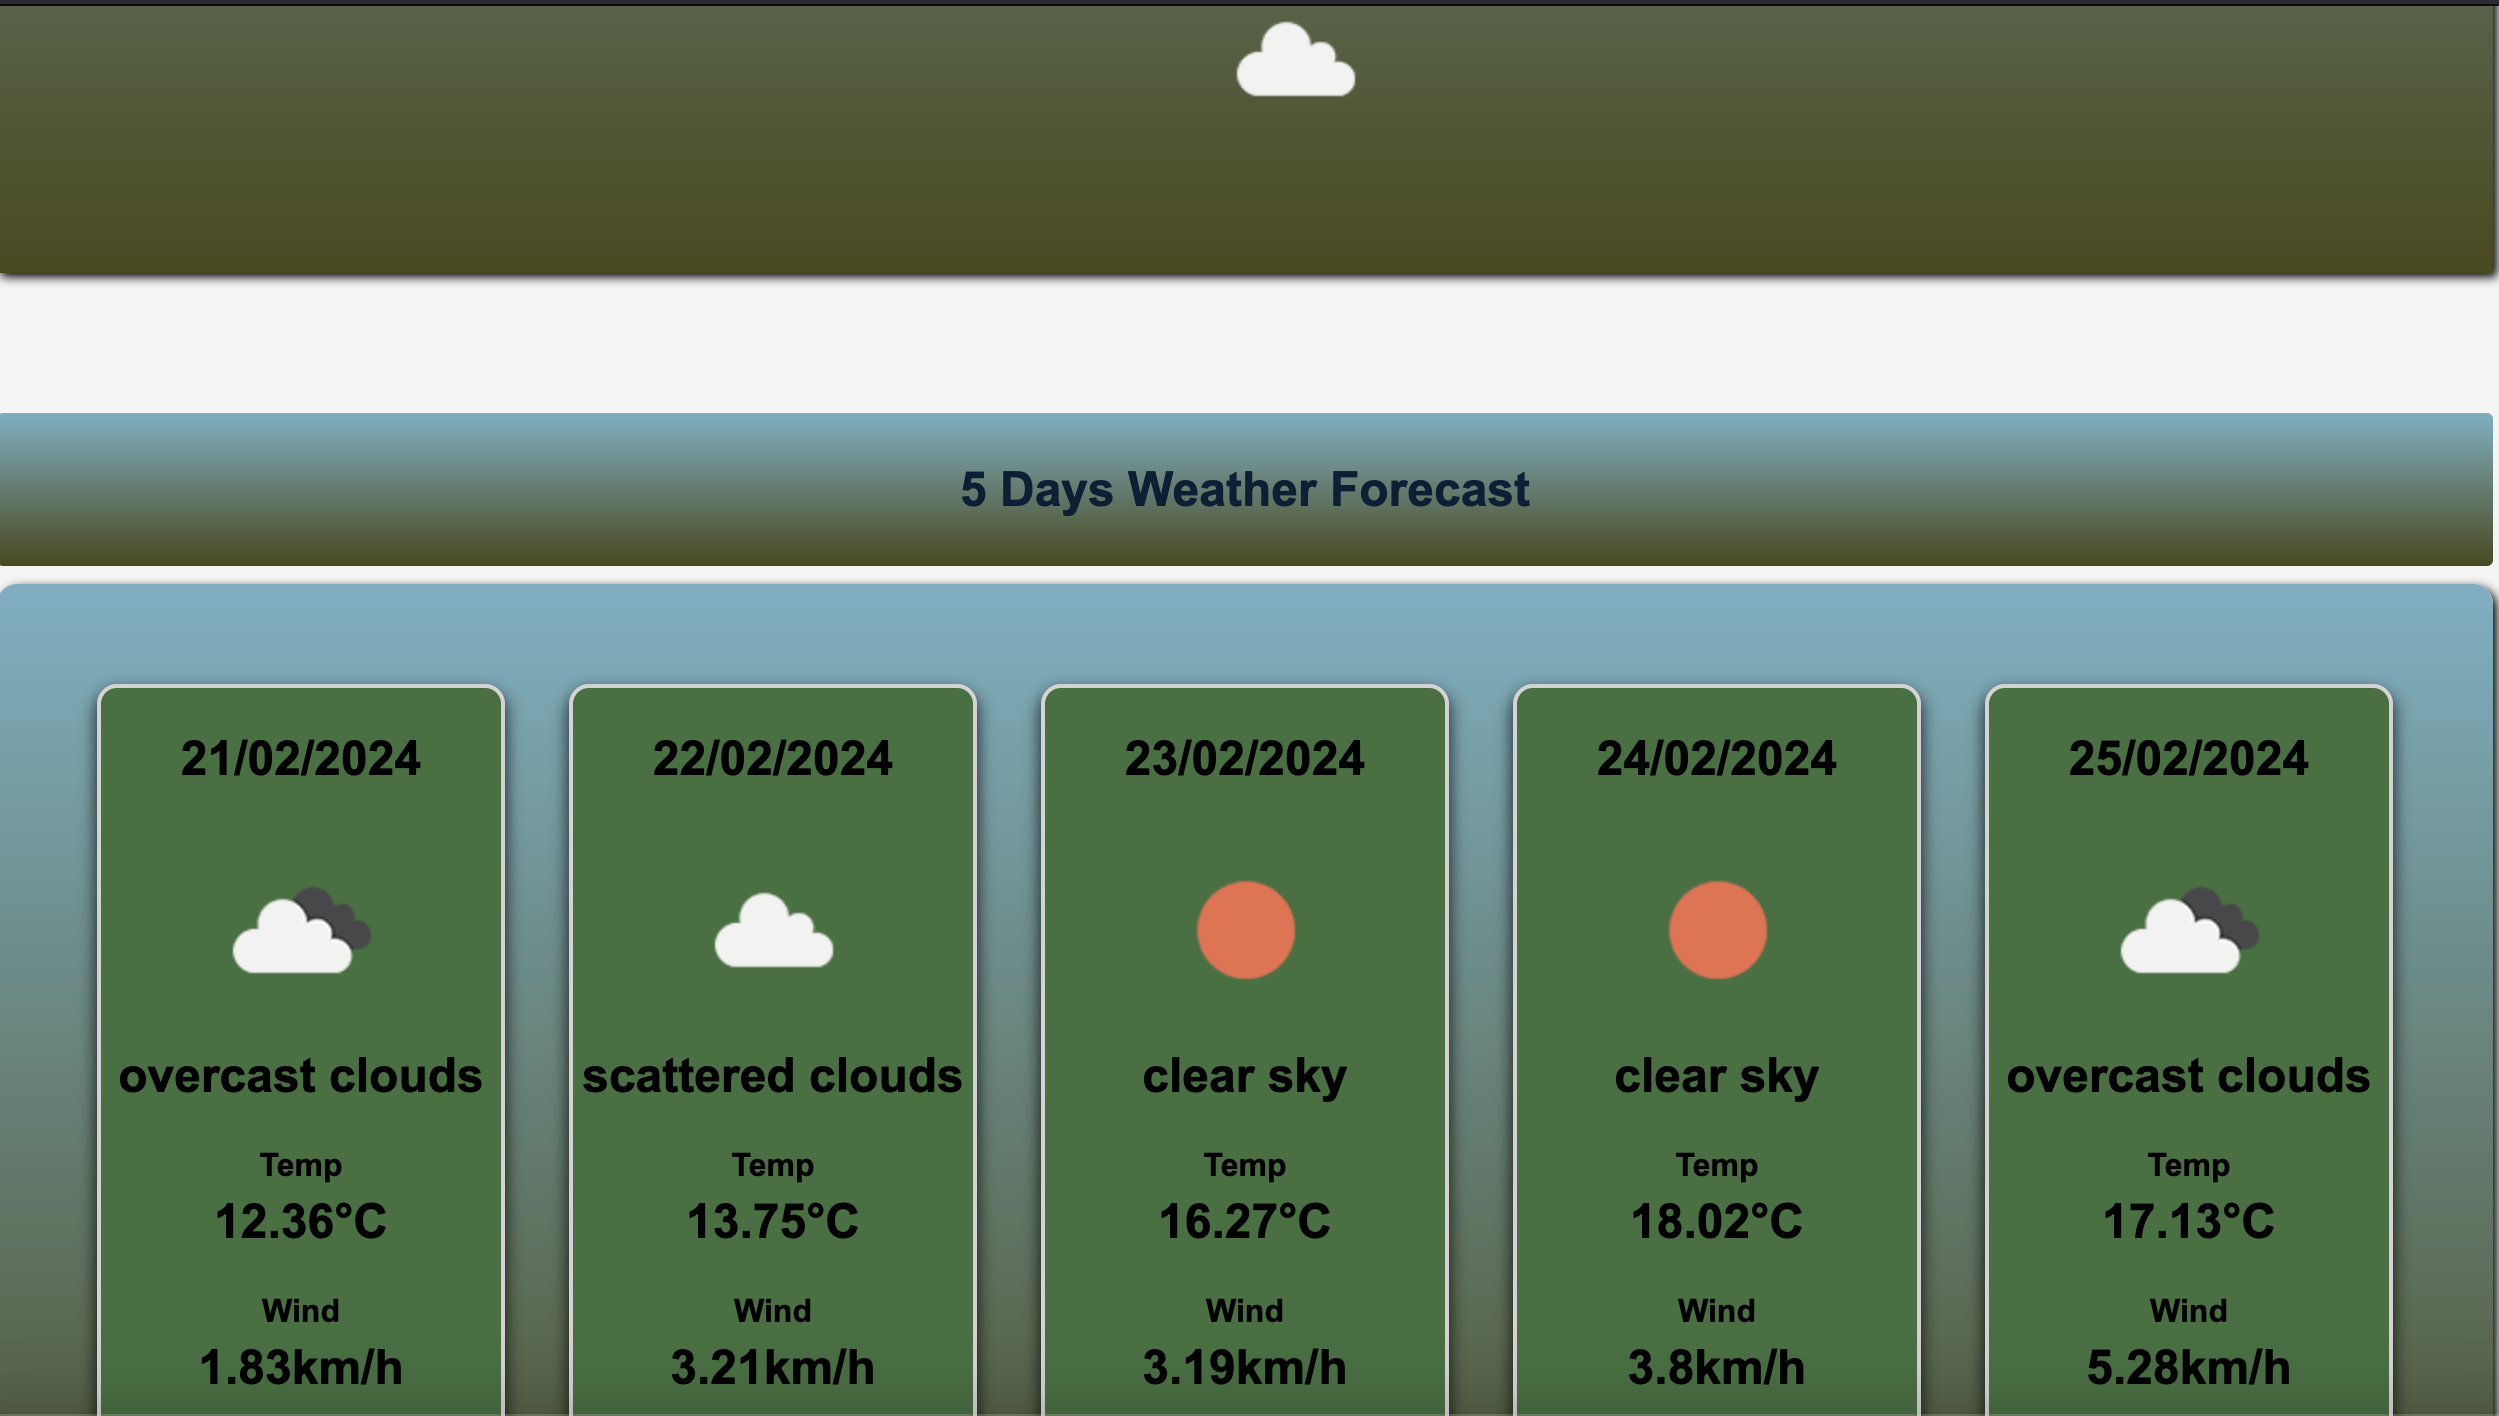 5 Days Weather Forecast
21/02/2024
overcast clouds
Temp
12.36°C
Wind
1.83km/h
22/02/2024
scattered clouds
Temp
13.75°C
Wind
3.21km/h
23/02/2024
clear sky
Temp
16.27°C
Wind
3.19km/h
24/02/2024
clear sky
Temp
18.02°C
Wind
3.8km/h
25/02/2024
overcast clouds
Temp
17.13°C
Wind
5.28km/h